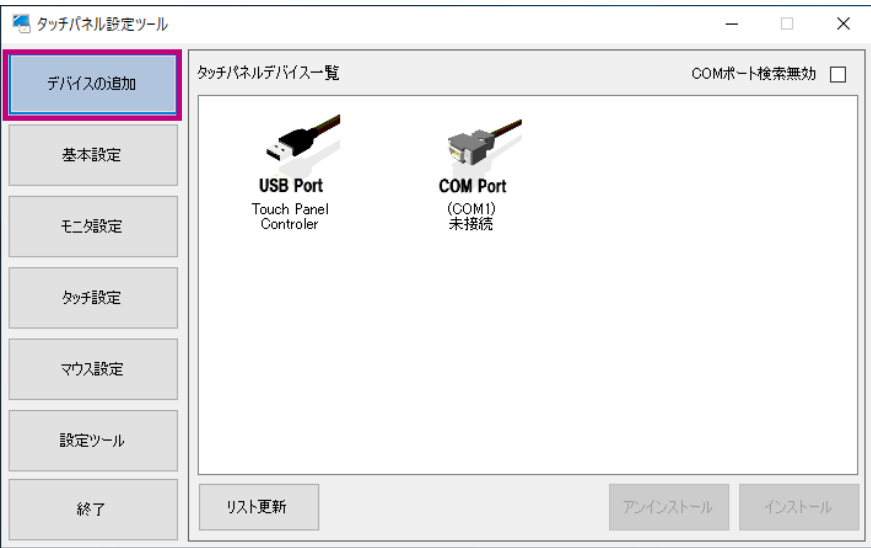 タッチパネル設定ツール
デバイスの追加
基本設定
モニタ設定
タッチ設定
マウス設定
設定ツール
終了
タッチパネルデバイス一覧
COMポート検索無効
USB Port
Touch Panel
Controler
COM Port
(COM1)
未接続
リスト更新
アンインストール
インストール